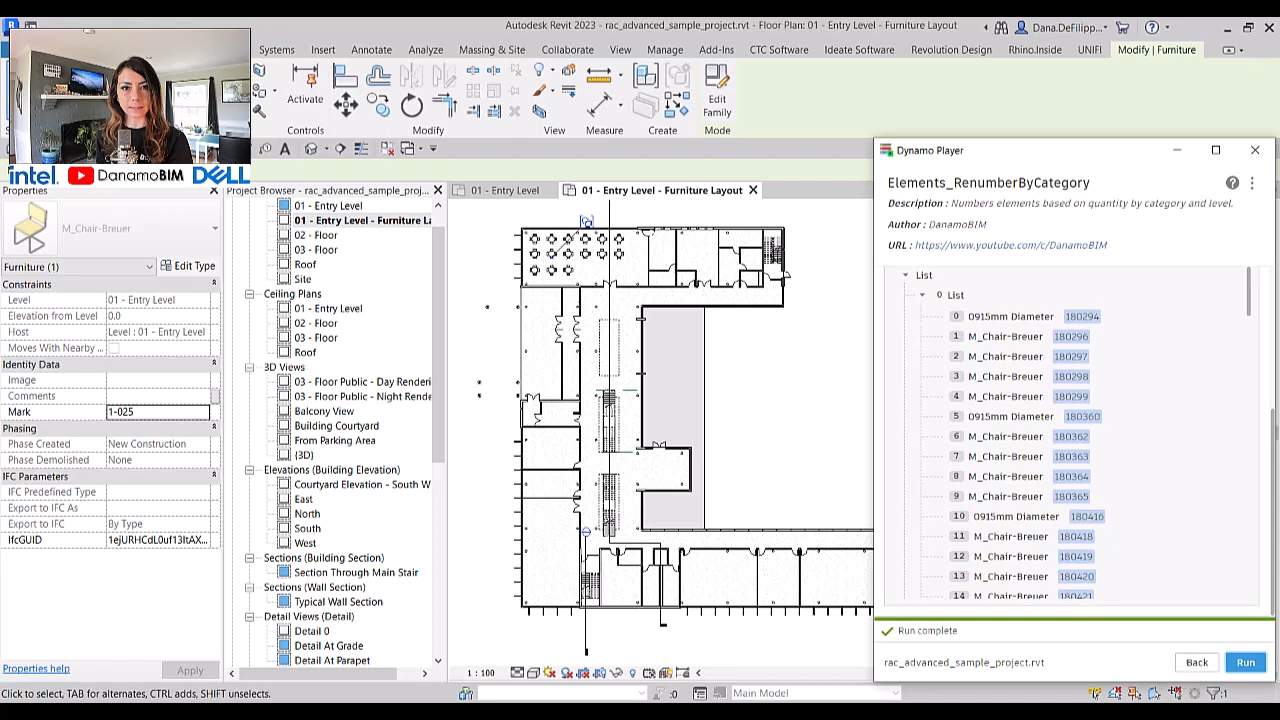 Autodesk Revit 2023 - rac_advanced_sample_project.rvt - Floor Plan: 01 - Entry Level - Furniture Layout
Dana.DeFilipp...
Systems Insert Annotate Analyze Massing & Site Collaborate View Manage Add-Ins CTC Software Ideate Software Revolution Design Rhino.Inside UNIFI Modify | Furniture
Activate
Edit
Family
Controls Modify View Measure Create Mode
intel. DanamoBIM DELL
Properties
M_Chair-Breuer
Furniture (1)
Edit Type
Constraints
Level 01 - Entry Level
Elevation from Level 0.0
Host Level : 01 - Entry Level
Moves With Nearby ...
Identity Data
Image
Comments
Mark 1-025
Phasing
Phase Created New Construction
Phase Demolished None
IFC Parameters
IFC Predefined Type
Export to IFC As
Export to IFC By Type
IfcGUID 1ejURHCdL0uf13ItAX...
Properties help
Apply
Project Browser - rac_advanced_sample_proj...
01 - Entry Level
01 - Entry Level - Furniture La
02 - Floor
03 - Floor
Roof
Site
Ceiling Plans
01 - Entry Level
02 - Floor
03 - Floor
Roof
3D Views
03 - Floor Public - Day Renderi
03 - Floor Public - Night Rende
Balcony View
Building Courtyard
From Parking Area
{3D}
Elevations (Building Elevation)
Courtyard Elevation - South W
East
North
South
West
Sections (Building Section)
Section Through Main Stair
Sections (Wall Section)
Typical Wall Section
Detail Views (Detail)
Detail 0
Detail At Grade
Detail At Parapet
01 - Entry Level
01 - Entry Level - Furniture Layout
1 : 100
Dynamo Player
Elements_RenumberByCategory
Description : Numbers elements based on quantity by category and level.
Author : DanamoBIM
URL : https://www.youtube.com/c/DanamoBIM
List
0 List
0 0915mm Diameter 180294
1 M_Chair-Breuer 180296
2 M_Chair-Breuer 180297
3 M_Chair-Breuer 180298
4 M_Chair-Breuer 180299
5 0915mm Diameter 180360
6 M_Chair-Breuer 180362
7 M_Chair-Breuer 180363
8 M_Chair-Breuer 180364
9 M_Chair-Breuer 180365
10 0915mm Diameter 180416
11 M_Chair-Breuer 180418
12 M_Chair-Breuer 180419
13 M_Chair-Breuer 180420
14 M_Chair-Breuer 180421
Run complete
rac_advanced_sample_project.rvt
Back
Run
Click to select, TAB for alternates, CTRL adds, SHIFT unselects.
:0
Main Model
:1